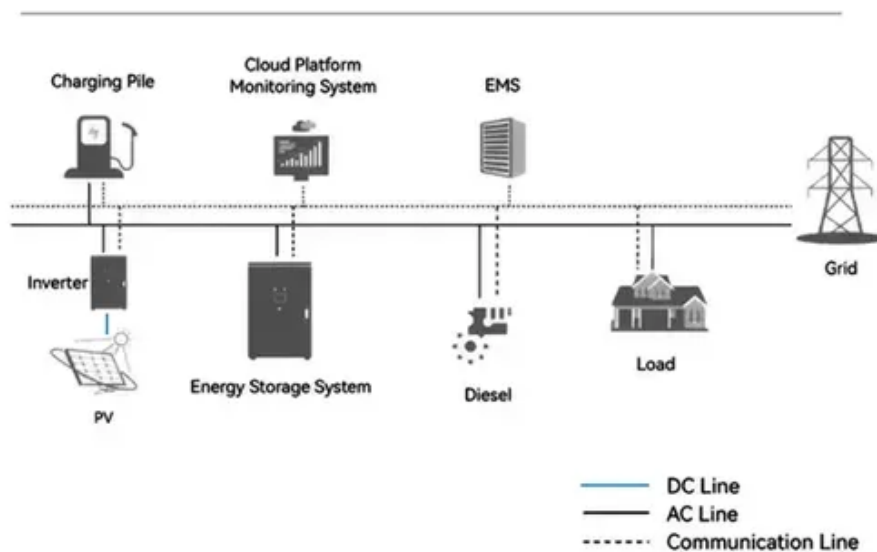 Charging Pile
Cloud Platform
Monitoring System
EMS
Inverter
Grid
PV
Energy Storage System
Diesel
Load
DC Line
AC Line
Communication Line